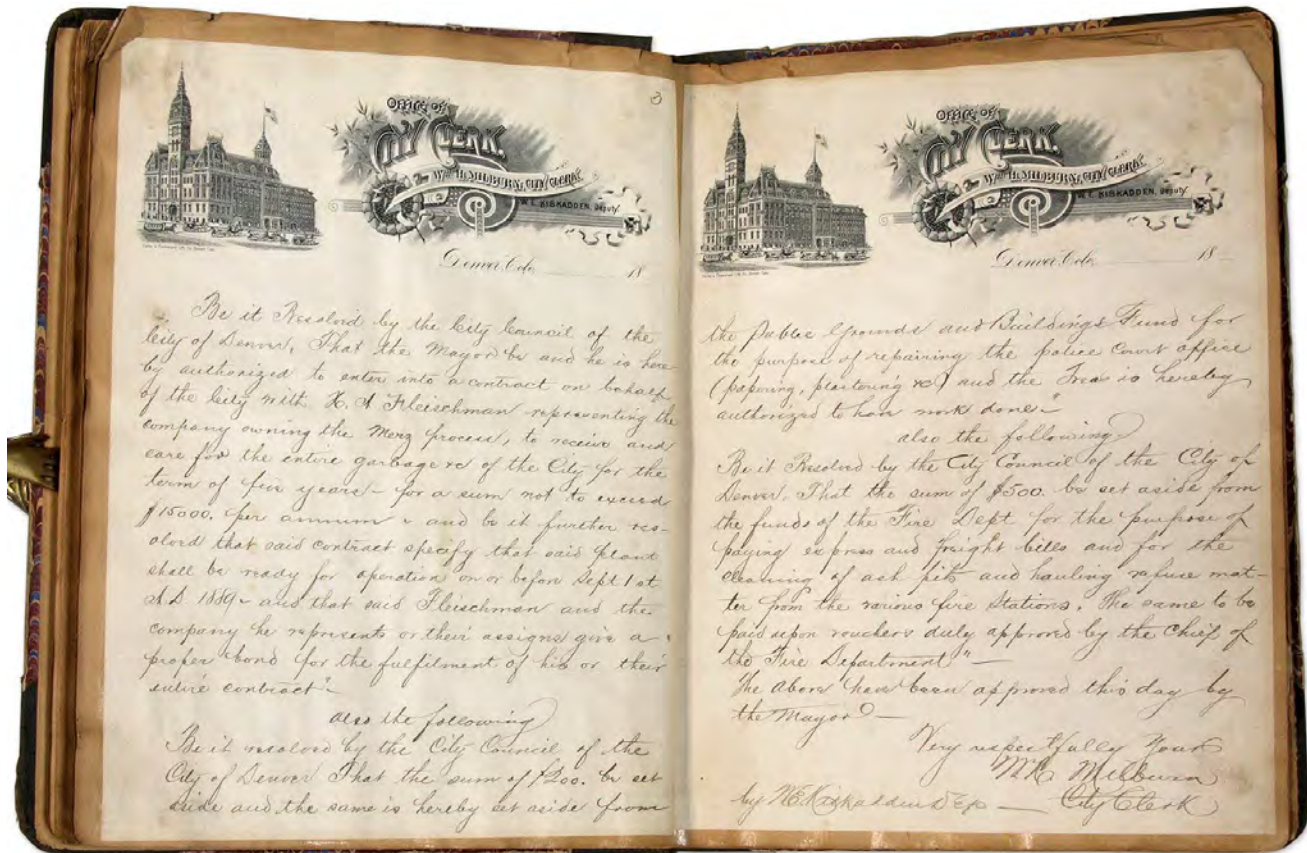 3
OFFICE OF
CITY CLERK.
Wm H. MILBURN, CITY CLERK.
W. E. BISKADDEN, Deputy.
Denver, Colo. 18
Be it Resolved by the City Council of the
City of Denver, That the Mayor be and he is here
by authorized to enter into a contract on behalf
of the City with H. A Fleischman representing the
company owning the Merz process, to receive and
care for the entire garbage &c of the City for the
term of five years – for a sum not to exceed
$15000. per annum – and be it further res-
olved that said contract specify that said plant
shall be ready for operation on or before Sept 1st
A.D. 1889 – and that said Fleischman and the
company he represents or their assigns give a
proper bond for the fulfilment of his or their
entire contract" –
also the following
Be it resolved by the City Council of the
City of Denver That the sum of $200. be set
aside and the same is hereby set aside from
OFFICE OF
CITY CLERK.
Wm H. MILBURN, CITY CLERK.
W. E. BISKADDEN, Deputy.
Denver, Colo. 18
the Public Grounds and Buildings Fund for
the purpose of repairing the police Court office
(papering, plastering &c) and the Treas is hereby
authorized to have work done."
also the following
Be it Resolved by the City Council of the City of
Denver. That the sum of $500. be set aside from
the funds of the Fire Dept for the purpose of
paying express and freight bills and for the
cleaning of ash pits and hauling refuse mat-
ter from the various fire Stations. The same to be
paid upon vouchers duly approved by the Chief of
the Fire Department" –
The above have been approved this day by
the Mayor –
Very respectfully Yours
Milburn
by City Clerk